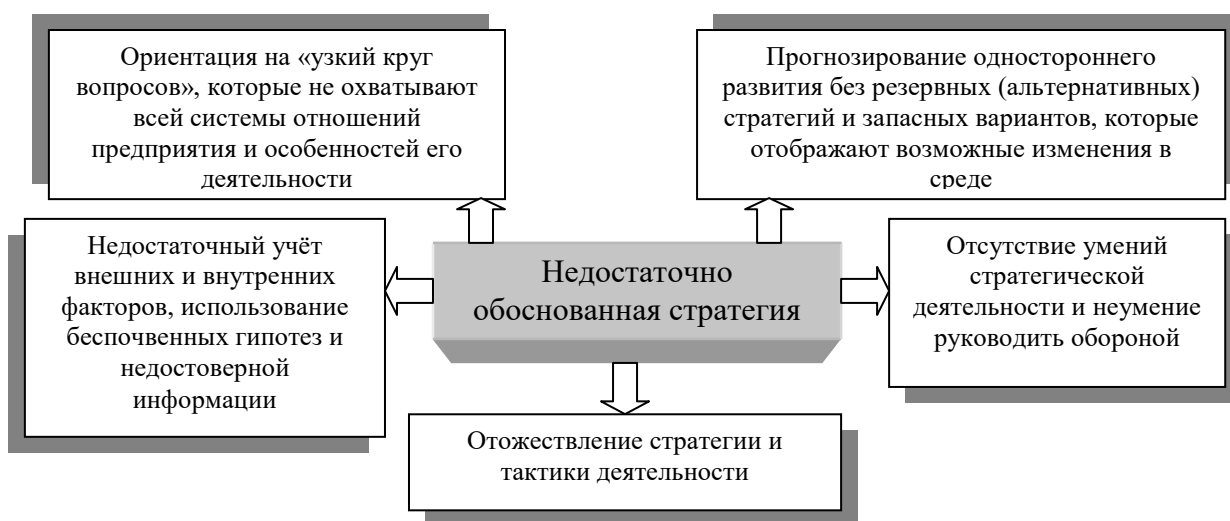 Ориентация на «узкий круг
вопросов», которые не охватывают
всей системы отношений
предприятия и особенностей его
деятельности
Прогнозирование одностороннего
развития без резервных (альтернативных)
стратегий и запасных вариантов, которые
отображают возможные изменения в
среде
Недостаточный учёт
внешних и внутренних
факторов, использование
беспочвенных гипотез и
недостоверной
информации
Недостаточно
обоснованная стратегия
Отсутствие умений
стратегической
деятельности и неумение
руководить обороной
Отожествление стратегии и
тактики деятельности